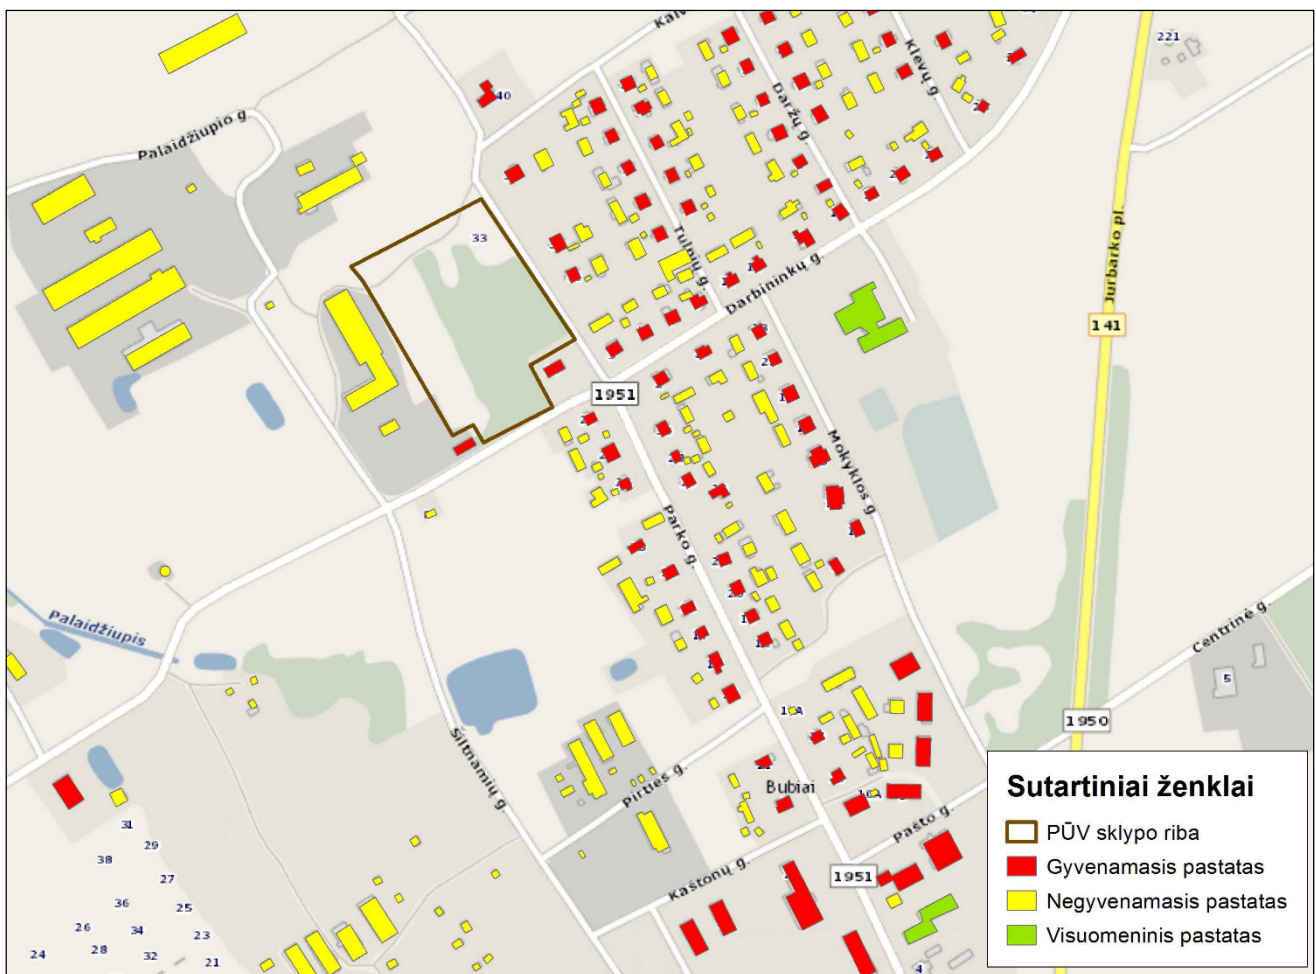 221
Kalv
Klevų g.
40
Daržų g.
Palaidžiupio g.
Jurbarko pl.
33
Tulpių g.
Darbininkų g.
141
1951
Mokyklos g.
Parko g.
Palaidžiupis
Centrinė g.
5
10A
1950
Šiltnamių g.
Pirties g.
Bubiai
10A
Pašto g.
Kaštonų g.
1951
31
29
38
27
36
25
26
34
23
24
28
32
21
4
Sutartiniai ženklai
PŪV sklypo riba
Gyvenamasis pastatas
Negyvenamasis pastatas
Visuomeninis pastatas